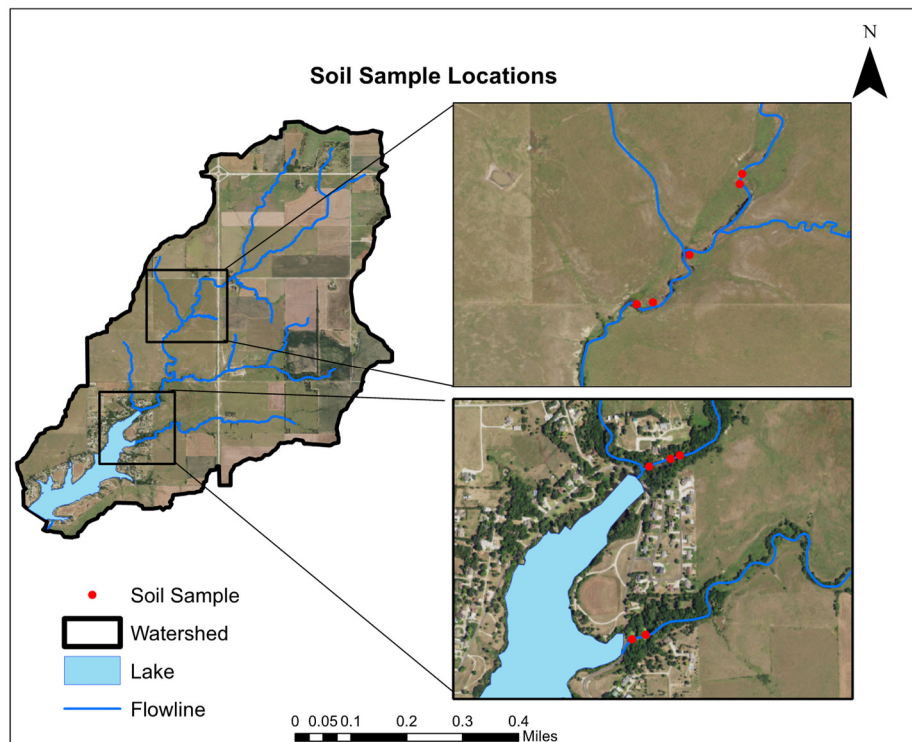 N
Soil Sample Locations
Soil Sample
Watershed
Lake
Flowline
0 0.05 0.1 0.2 0.3 0.4
Miles